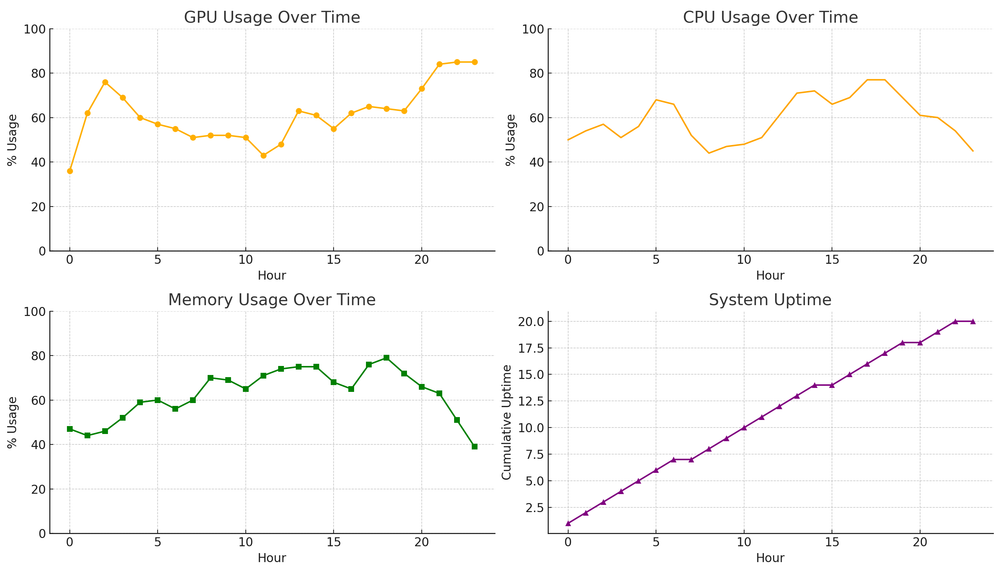 GPU Usage Over Time
100
80
60
40
20
0
% Usage
0 5 10 15 20
Hour
CPU Usage Over Time
100
80
60
40
20
0
% Usage
0 5 10 15 20
Hour
Memory Usage Over Time
100
80
60
40
20
0
% Usage
0 5 10 15 20
Hour
System Uptime
20.0
17.5
15.0
12.5
10.0
7.5
5.0
2.5
Cumulative Uptime
0 5 10 15 20
Hour